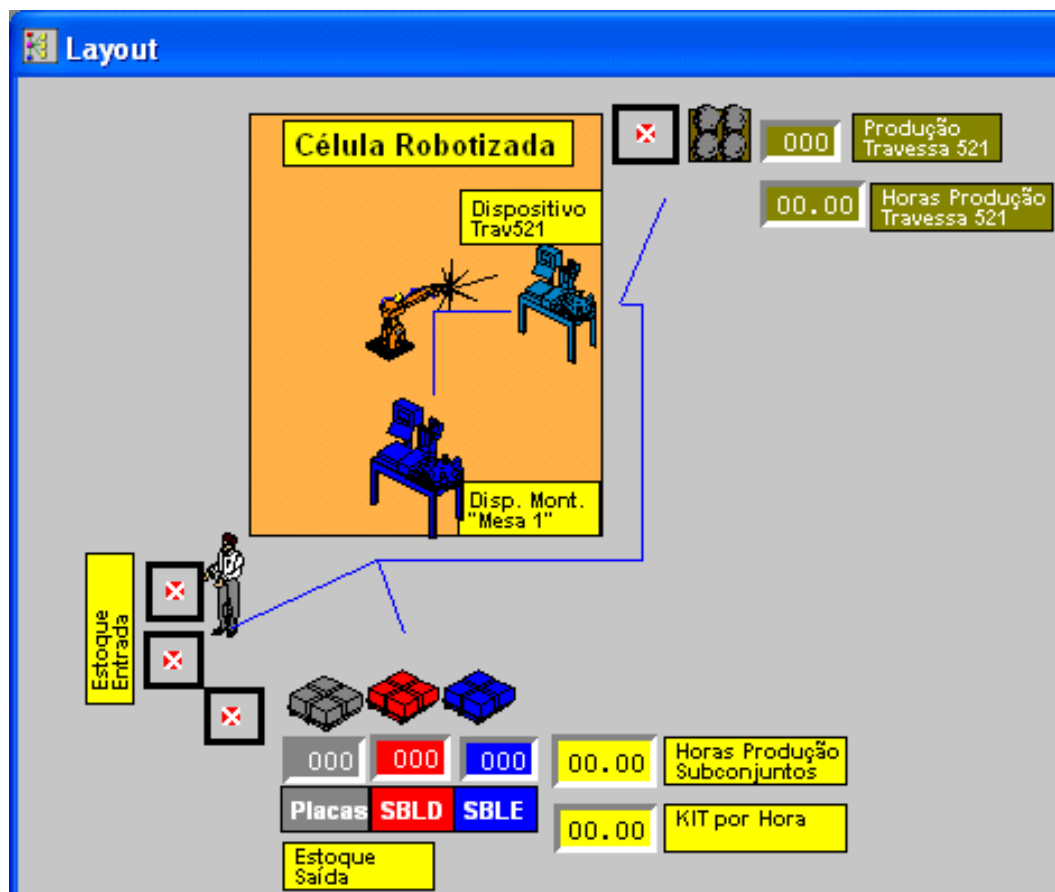 Layout
Célula Robotizada
000
Produção
Travessa 521
00.00
Horas Produção
Travessa 521
Dispositivo
Trav521
Disp. Mont.
"Mesa 1"
Estoque
Entrada
000
000
000
00.00
Horas Produção
Subconjuntos
Placas
SBLD
SBLE
00.00
KIT por Hora
Estoque
Saída